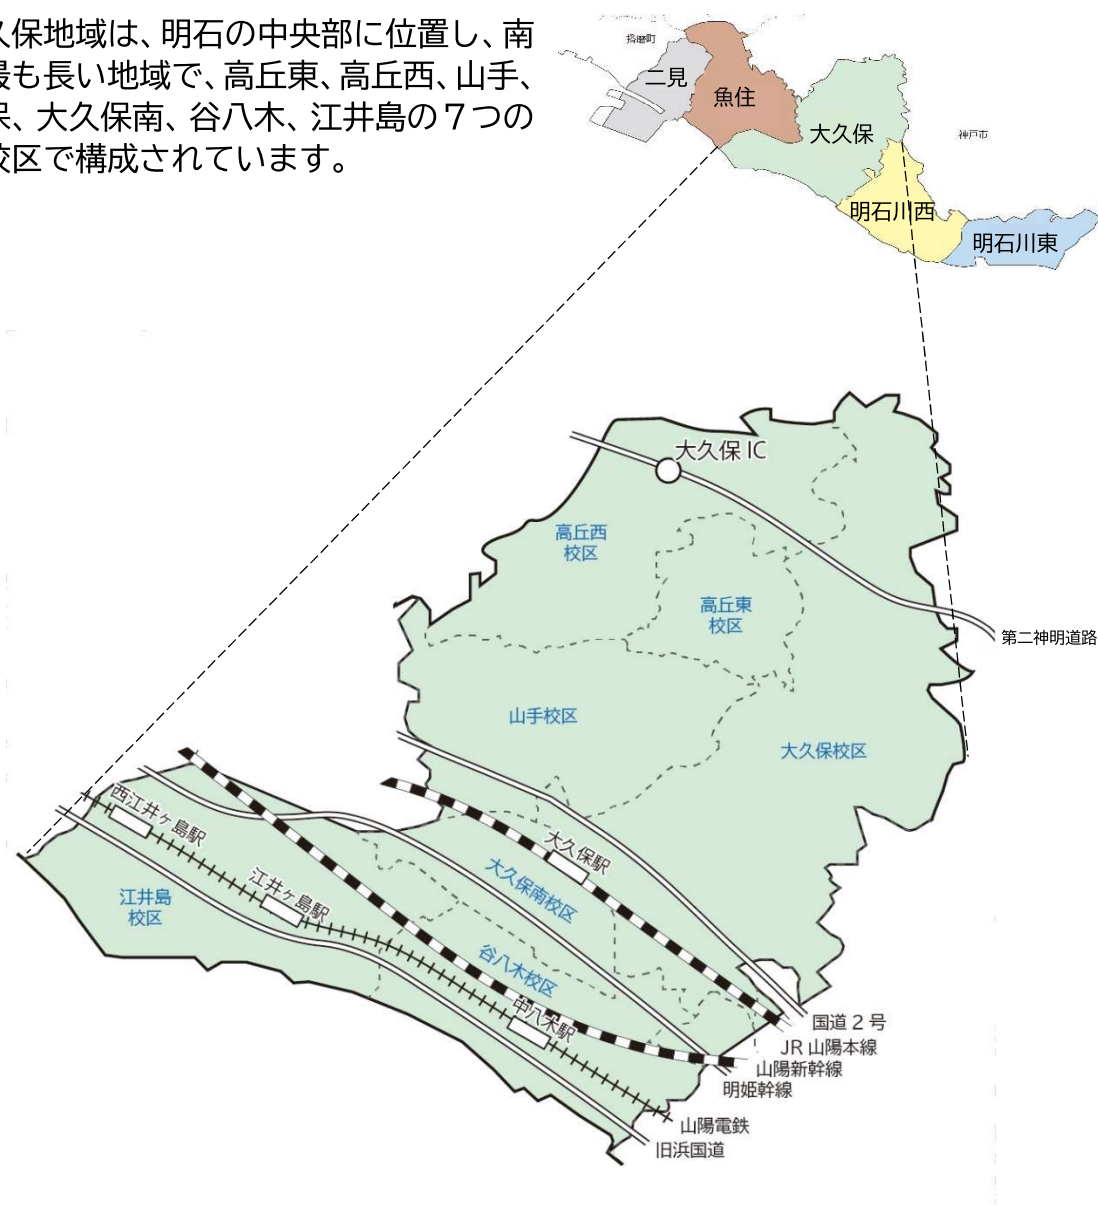 久保地域は、明石の中央部に位置し、南
最も長い地域で、高丘東、高丘西、山手、
保、大久保南、谷八木、江井島の７つの
校区で構成されています。
播磨町
二見
魚住
大久保
神戸市
明石川西
明石川東
大久保 IC
高丘西
校区
高丘東
校区
第二神明道路
山手校区
大久保校区
西江井ヶ島駅
大久保駅
江井ヶ島駅
大久保南校区
江井島
校区
谷八木校区
中八木駅
国道 2 号
JR 山陽本線
山陽新幹線
明姫幹線
山陽電鉄
旧浜国道